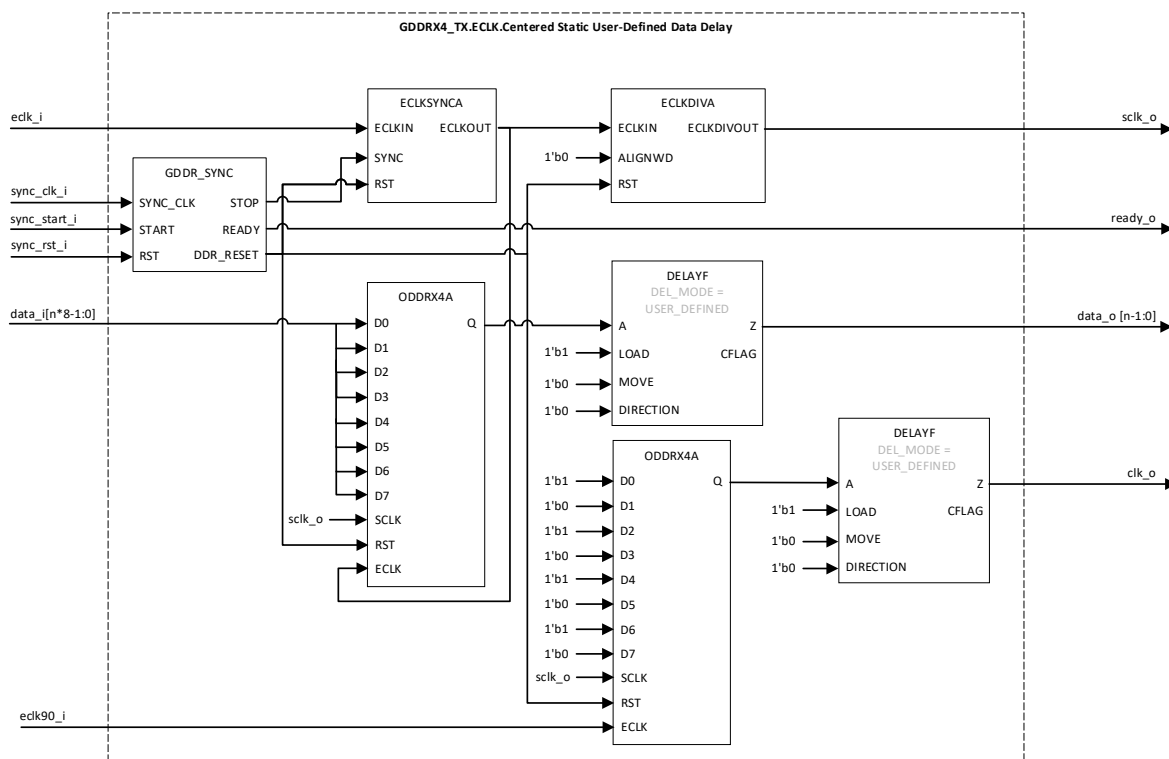 GDDRX4_TX.ECLK.Centered Static User-Defined Data Delay
eclk_i
ECLKSYNCA
ECLKIN ECLKOUT
SYNC
RST
ECLKDIVA
ECLKIN ECLKDIVOUT
1'b0 ALIGNWD
RST
sclk_o
sync_clk_i
sync_start_i
sync_rst_i
GDDR_SYNC
SYNC_CLK STOP
START READY
RST DDR_RESET
ready_o
data_i[n*8-1:0]
ODDRX4A
D0 Q
D1
D2
D3
D4
D5
D6
D7
sclk_o SCLK
RST
ECLK
DELAYF
DEL_MODE =
USER_DEFINED
A Z
1'b1 LOAD CFLAG
1'b0 MOVE
1'b0 DIRECTION
data_o [n-1:0]
ODDRX4A
1'b1 D0 Q
1'b0 D1
1'b1 D2
1'b0 D3
1'b1 D4
1'b0 D5
1'b1 D6
1'b0 D7
sclk_o SCLK
RST
ECLK
DELAYF
DEL_MODE =
USER_DEFINED
A Z
1'b1 LOAD CFLAG
1'b0 MOVE
1'b0 DIRECTION
clk_o
eclk90_i